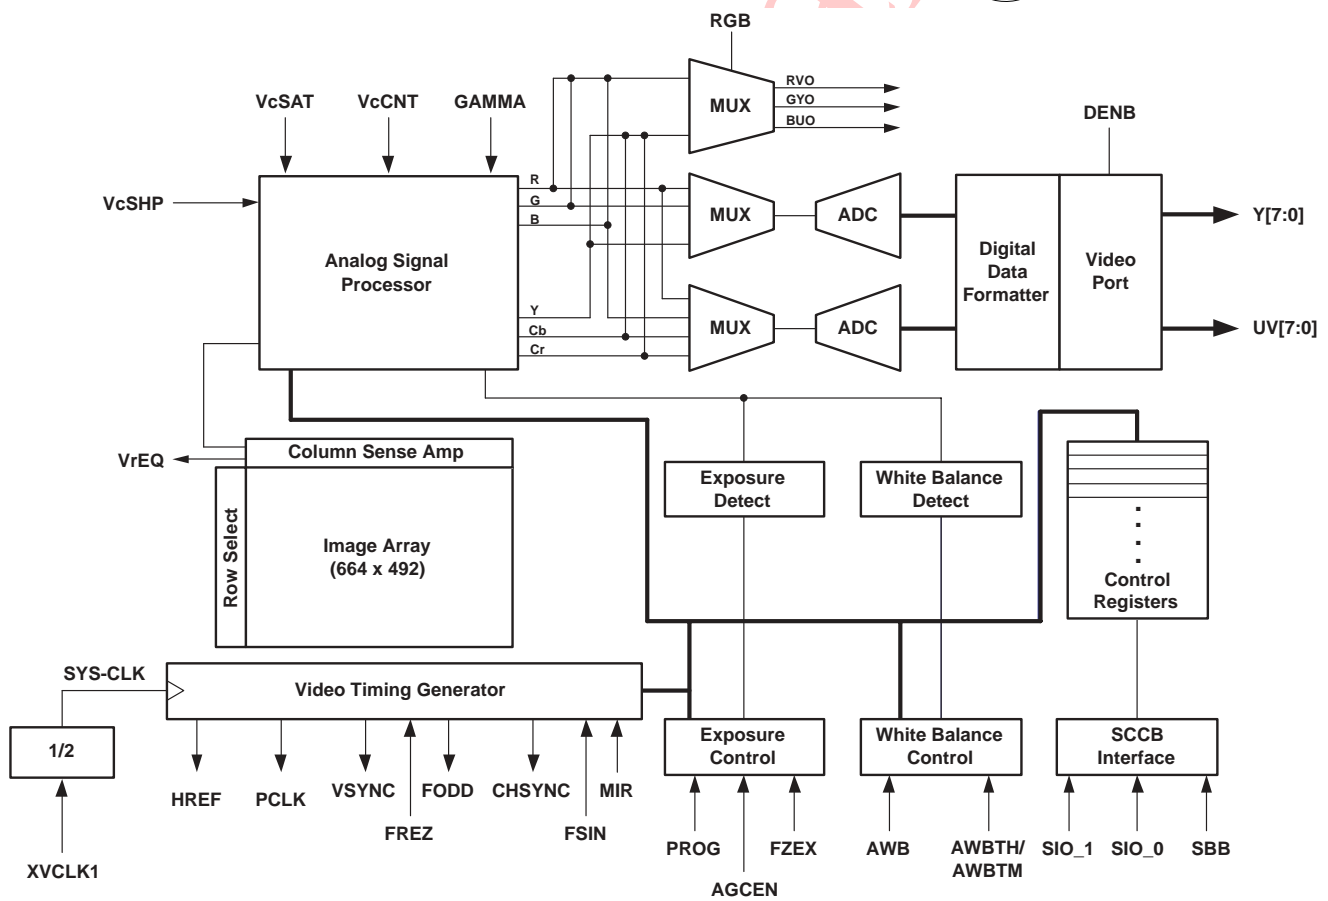 RGB
VcSAT
VcCNT
GAMMA
MUX
RVO
GYO
BUO
DENB
VcSHP
Analog Signal
Processor
R
G
B
Y
Cb
Cr
MUX
ADC
MUX
ADC
Digital
Data
Formatter
Video
Port
Y[7:0]
UV[7:0]
VrEQ
Column Sense Amp
Row Select
Image Array
(664 x 492)
Exposure
Detect
White Balance
Detect
Control
Registers
SYS-CLK
Video Timing Generator
1/2
XVCLK1
HREF
PCLK
VSYNC
FREZ
FODD
CHSYNC
FSIN
MIR
Exposure
Control
White Balance
Control
SCCB
Interface
PROG
AGCEN
FZEX
AWB
AWBTH/
AWBTM
SIO_1
SIO_0
SBB